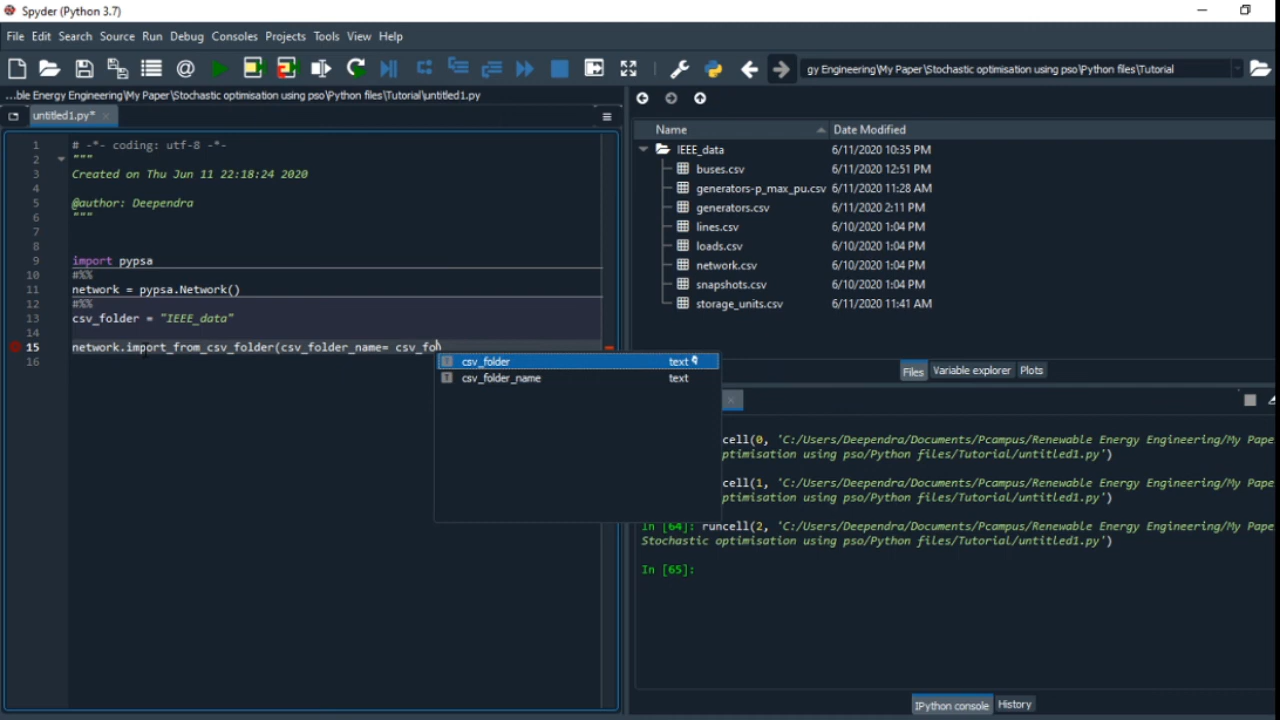 Spyder (Python 3.7)
File Edit Search Source Run Debug Consoles Projects Tools View Help
gy Engineering\My Paper\Stochastic optimisation using pso\Python files\Tutorial
...ble Energy Engineering\My Paper\Stochastic optimisation using pso\Python files\Tutorial\untitled1.py
untitled1.py*
1 # -*- coding: utf-8 -*-
2 """
3 Created on Thu Jun 11 22:18:24 2020
4
5 @author: Deependra
6 """
7
8
9 import pypsa
10 #%%
11 network = pypsa.Network()
12 #%%
13 csv_folder = "IEEE_data"
14
15 network.import_from_csv_folder(csv_folder_name= csv_fo)
16
csv_folder text
csv_folder_name text
Name Date Modified
IEEE_data 6/11/2020 10:35 PM
buses.csv 6/11/2020 12:51 PM
generators-p_max_pu.csv 6/11/2020 11:28 AM
generators.csv 6/11/2020 2:11 PM
lines.csv 6/10/2020 1:04 PM
loads.csv 6/10/2020 1:04 PM
network.csv 6/10/2020 1:04 PM
snapshots.csv 6/10/2020 1:04 PM
storage_units.csv 6/11/2020 11:41 AM
Files Variable explorer Plots
cell(0, 'C:/Users/Deependra/Documents/Pcampus/Renewable Energy Engineering/My Pape
ptimisation using pso/Python files/Tutorial/untitled1.py')
cell(1, 'C:/Users/Deependra/Documents/Pcampus/Renewable Energy Engineering/My Pape
ptimisation using pso/Python files/Tutorial/untitled1.py')
In [64]: runcell(2, 'C:/Users/Deependra/Documents/Pcampus/Renewable Energy Engineering/My Pape
Stochastic optimisation using pso/Python files/Tutorial/untitled1.py')
In [65]:
IPython console History